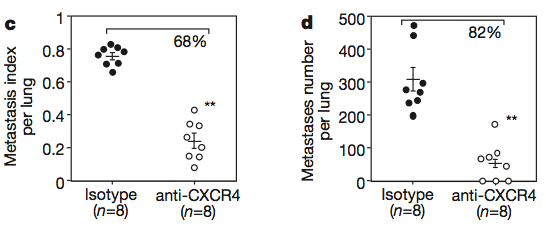 c
Metastasis index
per lung
1
0.8
0.6
0.4
0.2
0
68%
**
Isotype
(n=8)
anti-CXCR4
(n=8)
d
Metastases number
per lung
500
400
300
200
100
0
82%
**
Isotype
(n=8)
anti-CXCR4
(n=8)